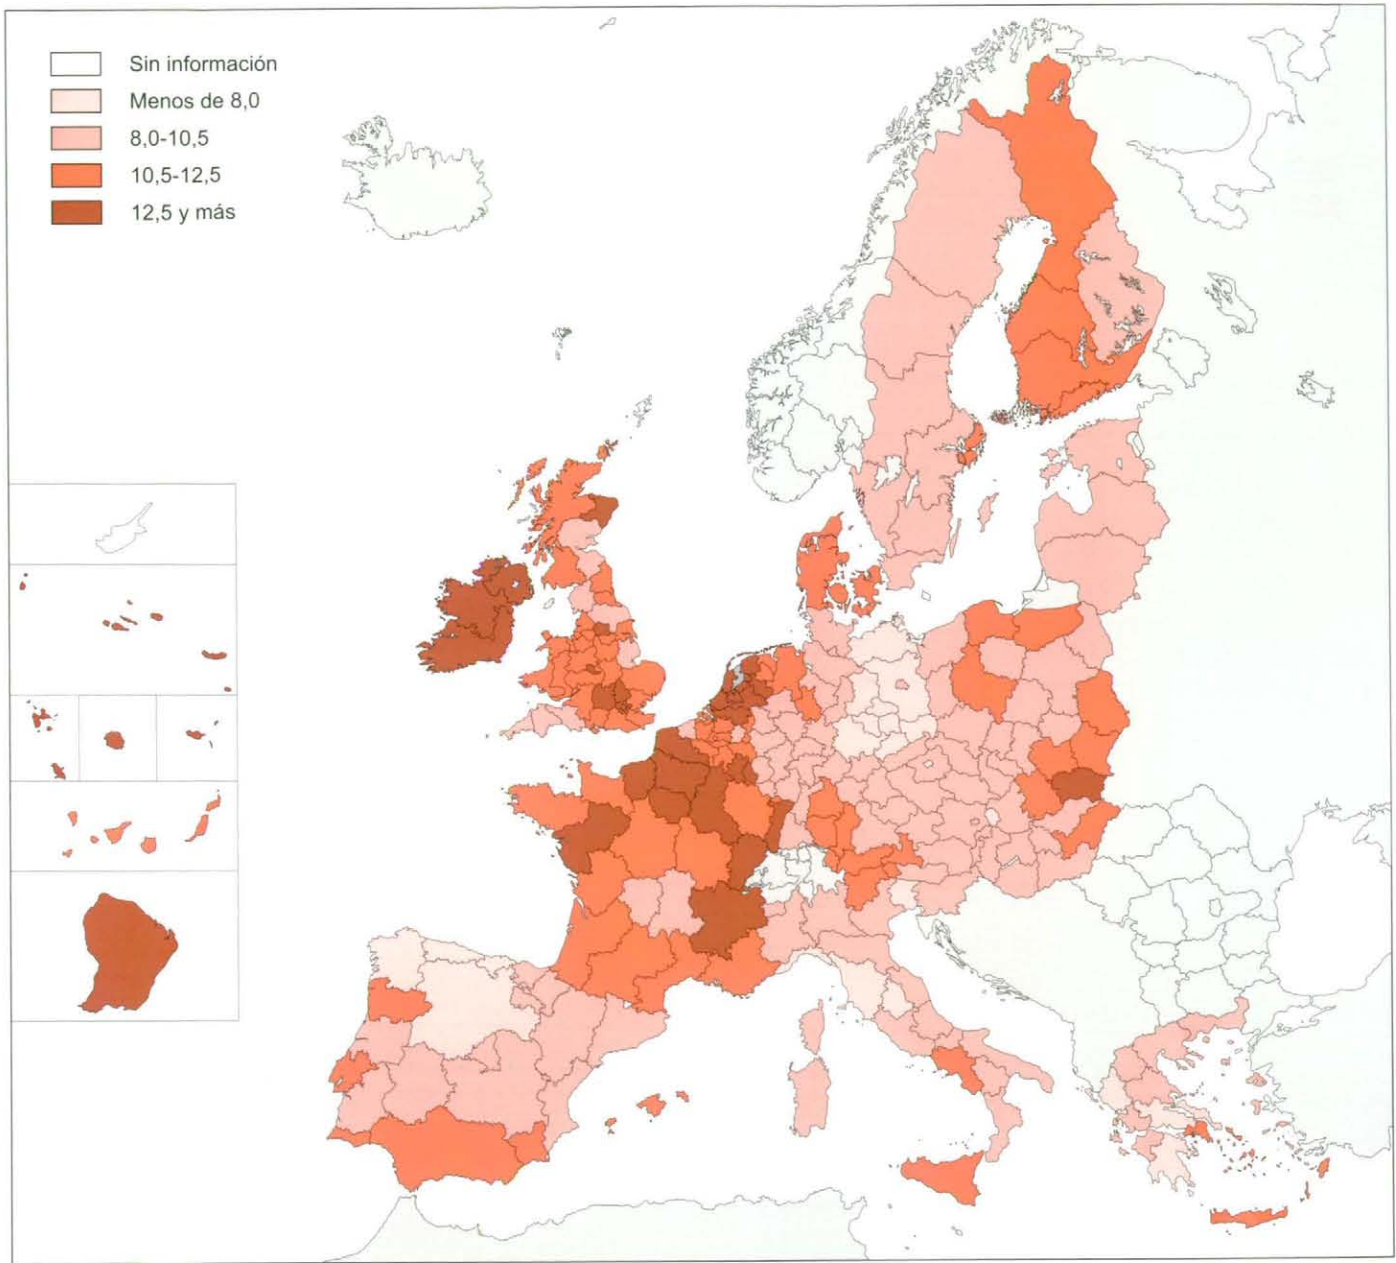 Sin información
Menos de 8,0
8,0-10,5
10,5-12,5
12,5 y más